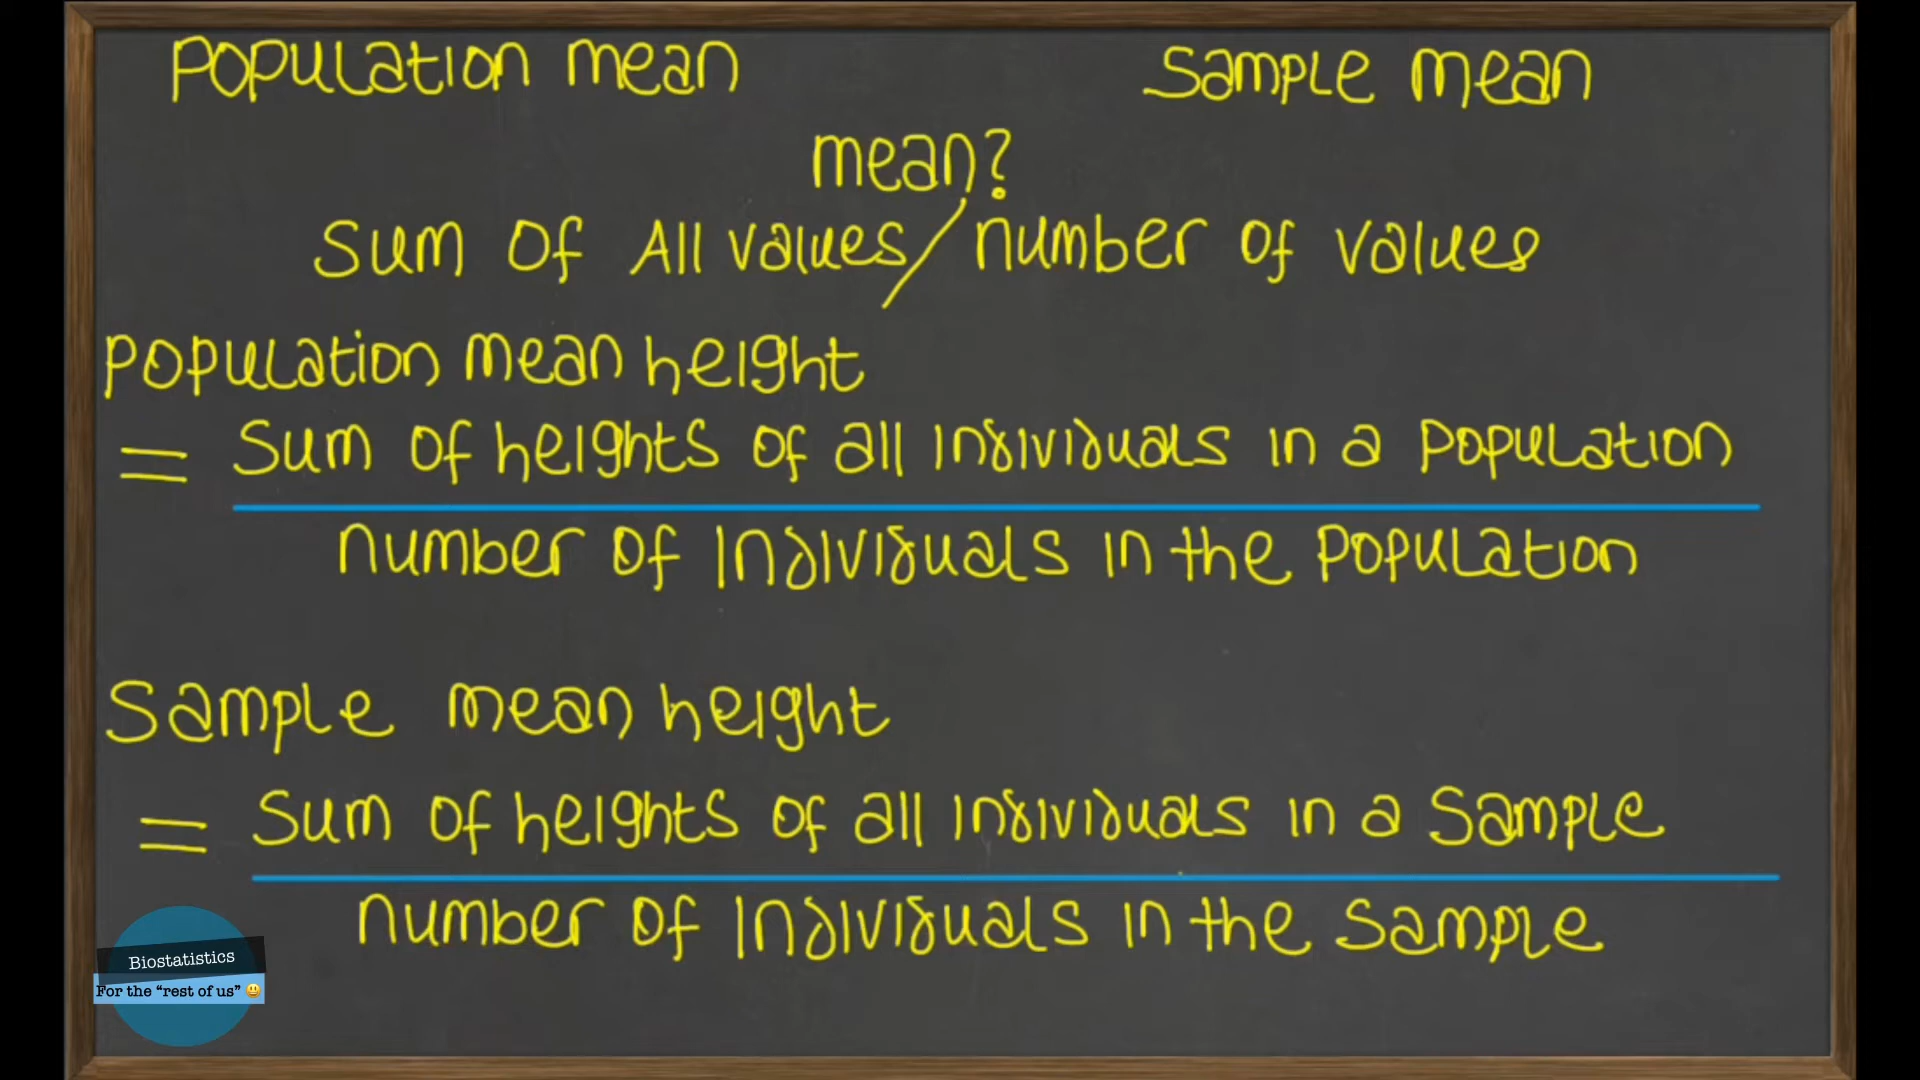 Population mean
Sample mean
mean?
Sum of All values/number of values
Population mean height
= Sum of heights of all individuals in a population
number of individuals in the population
Sample mean height
= Sum of heights of all individuals in a sample
number of individuals in the sample
Biostatistics
For the “rest of us” 😃